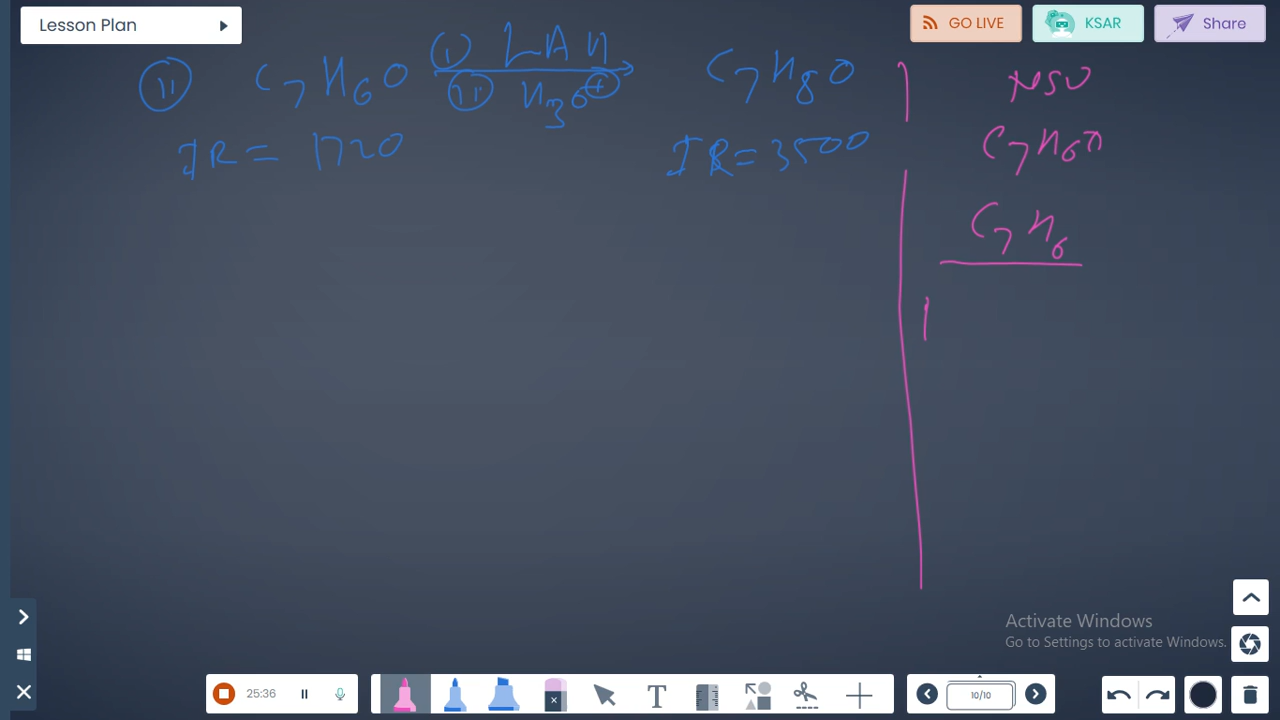 Lesson Plan
GO LIVE
KSAR
Share
(ii) C7H6O (i) LAH (ii) H3O⊕ → C7H8O
IR = 1720 IR = 3500
C7H6O
C7H6
Activate Windows
Go to Settings to activate Windows.
25:36
10/10